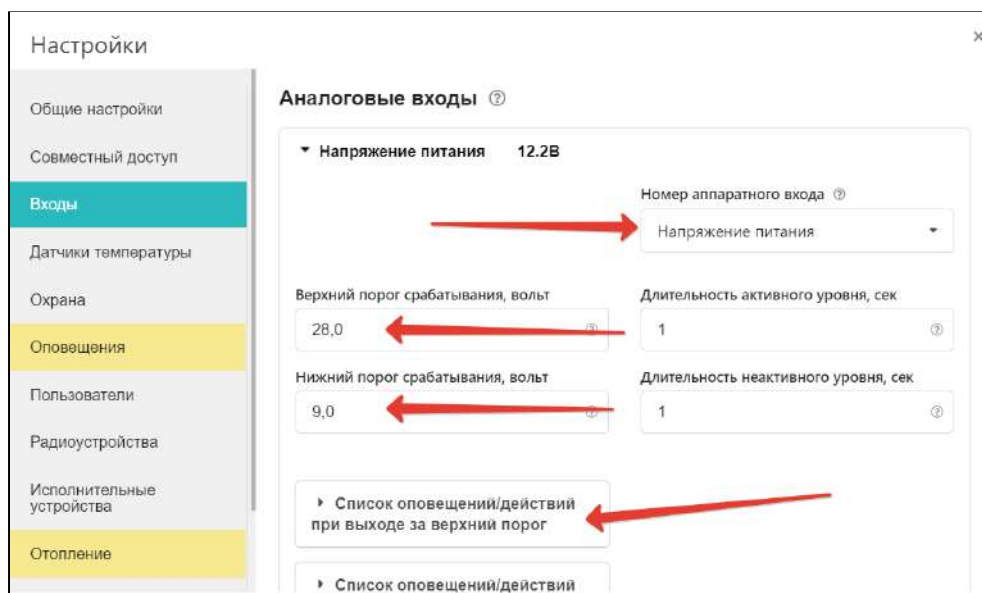 Настройки
×
Общие настройки
Совместный доступ
Входы
Датчики температуры
Охрана
Оповещения
Пользователи
Радиоустройства
Исполнительные
устройства
Отопление
Аналоговые входы ?
Напряжение питания 12.2В
Номер аппаратного входа ?
Напряжение питания
Верхний порог срабатывания, вольт
28,0 ?
Длительность активного уровня, сек
1 ?
Нижний порог срабатывания, вольт
9,0 ?
Длительность неактивного уровня, сек
1 ?
Список оповещений/действий
при выходе за верхний порог
Список оповещений/действий